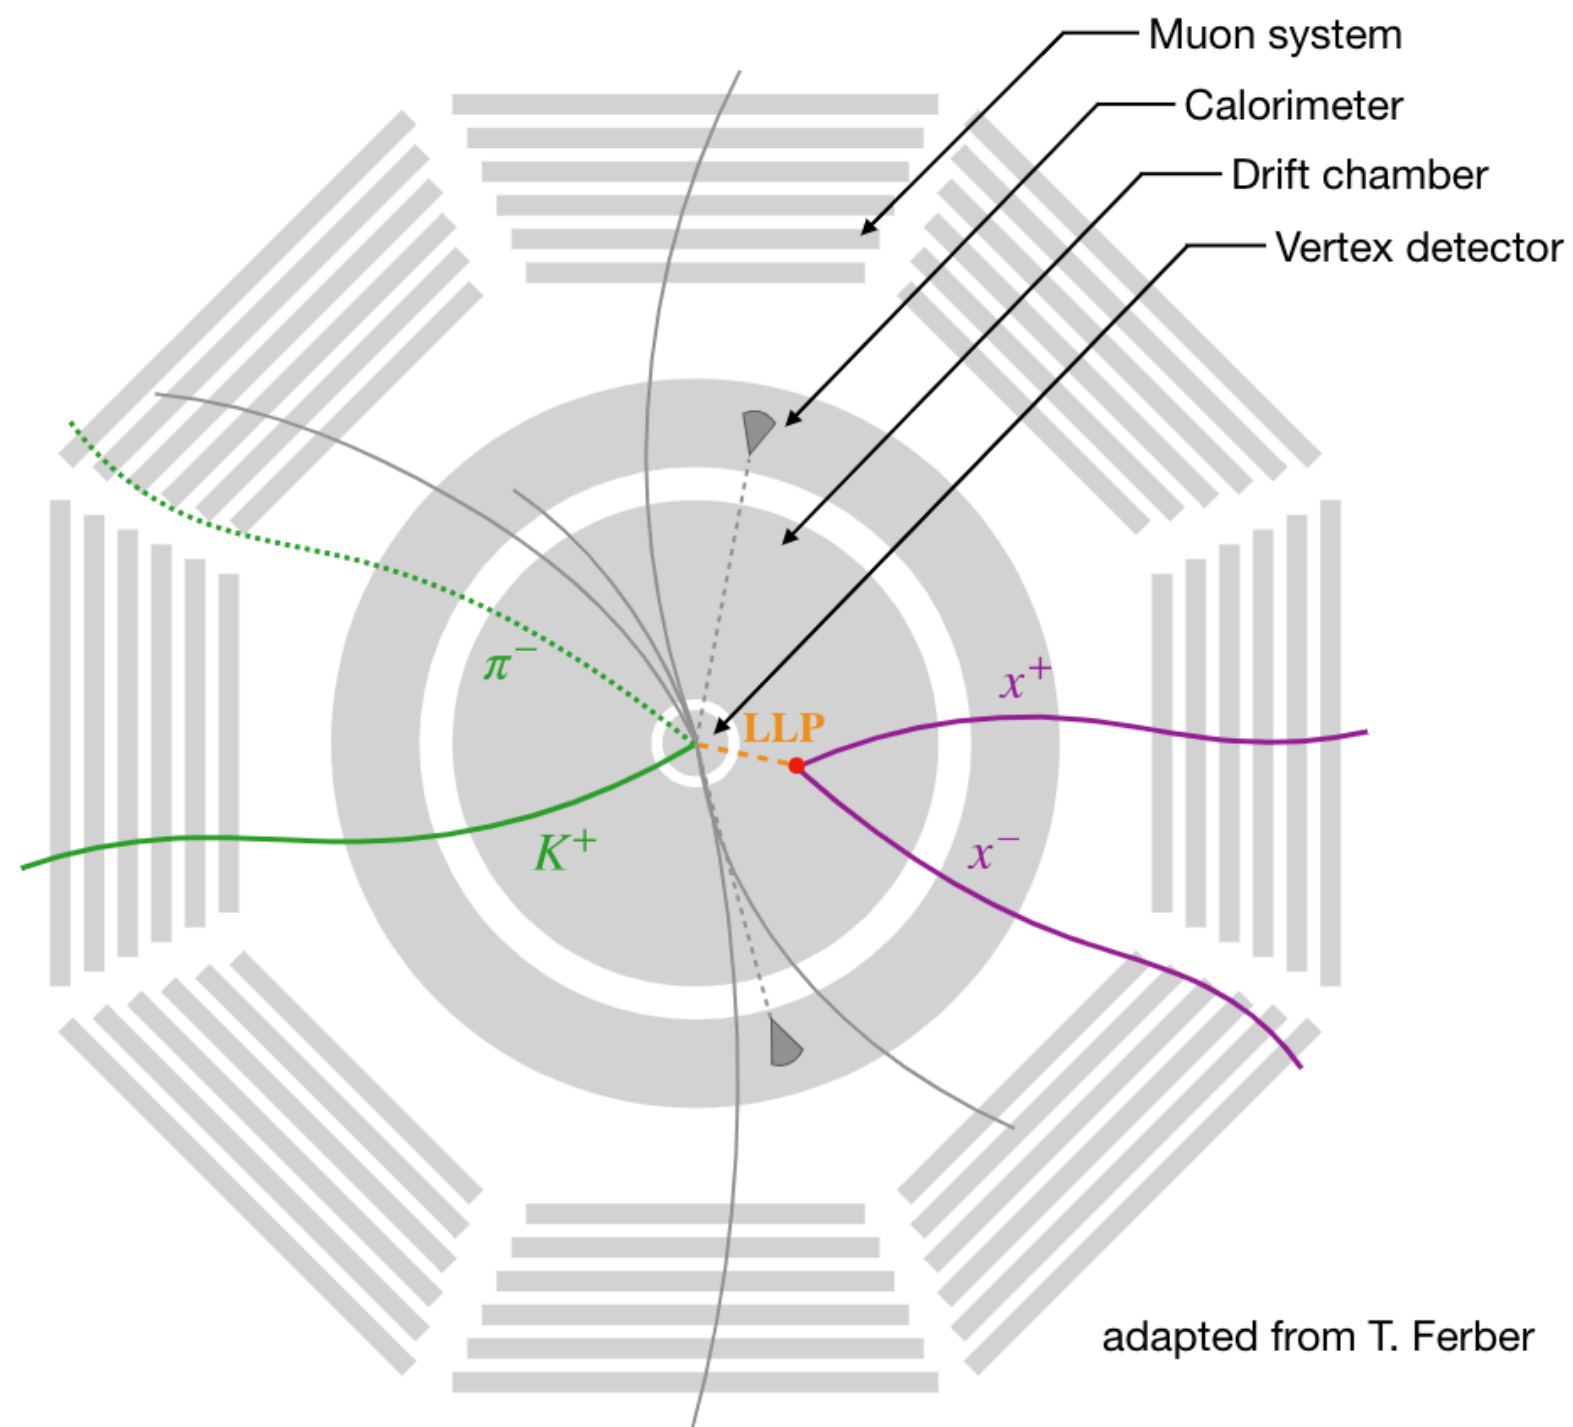 Muon system
Calorimeter
Drift chamber
Vertex detector
π⁻
LLP
x⁺
K⁺
x⁻
adapted from T. Ferber